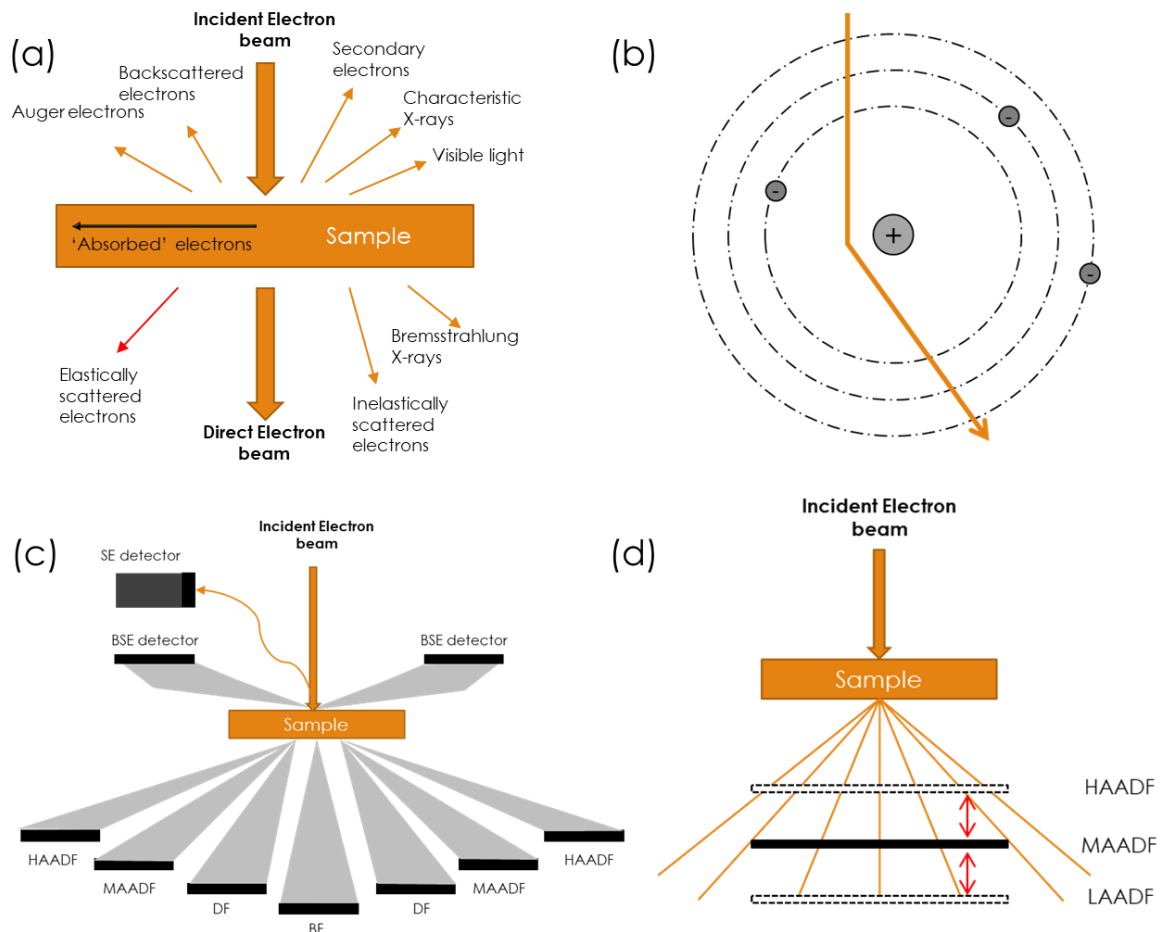 (a)
Incident Electron
beam
Backscattered
electrons
Auger electrons
Secondary
electrons
Characteristic
X-rays
Visible light
'Absorbed' electrons
Sample
Elastically
scattered
electrons
Direct Electron
beam
Inelastically
scattered
electrons
Bremsstrahlung
X-rays
(b)
-
-
+
-
(c)
Incident Electron
beam
SE detector
BSE detector
BSE detector
Sample
HAADF
MAADF
DF
BF
DF
MAADF
HAADF
(d)
Incident Electron
beam
Sample
HAADF
MAADF
LAADF